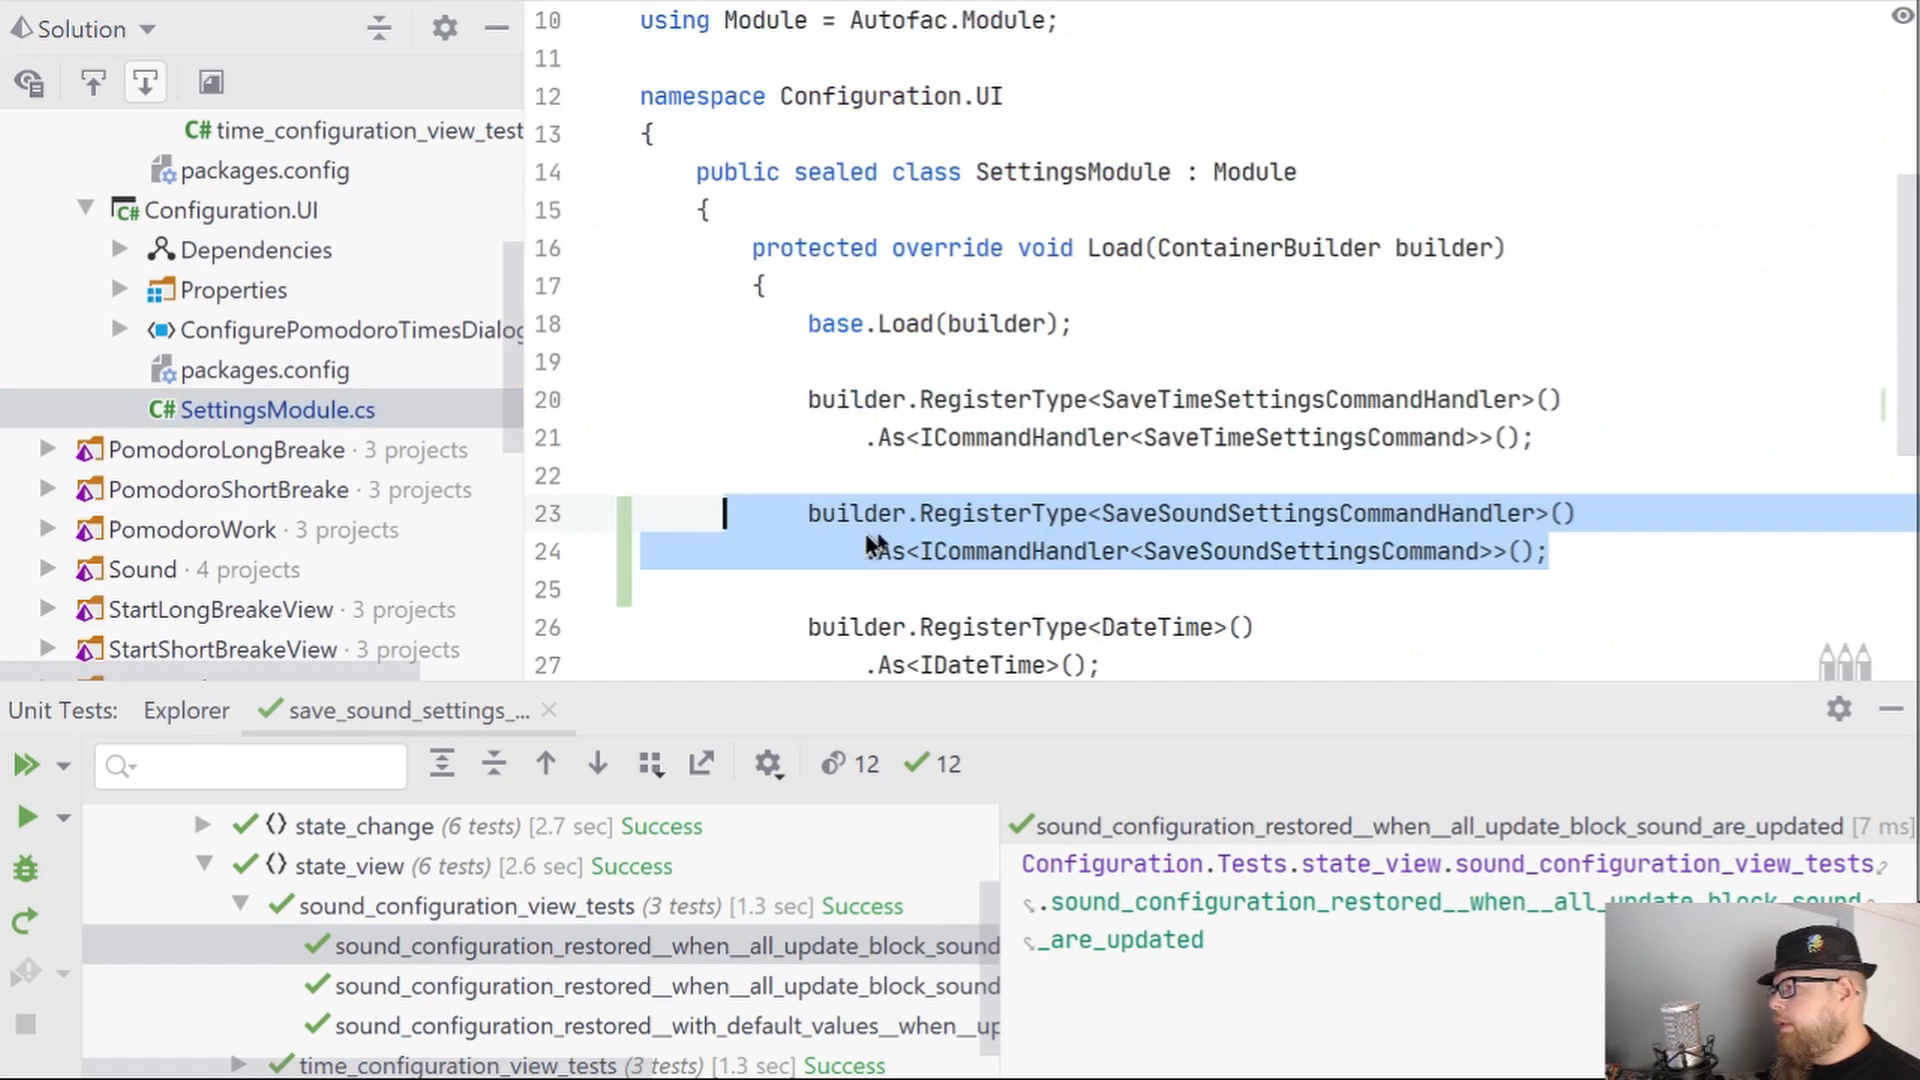 Solution
C# time_configuration_view_test
packages.config
C# Configuration.UI
Dependencies
Properties
ConfigurePomodoroTimesDialog
packages.config
C# SettingsModule.cs
PomodoroLongBreake · 3 projects
PomodoroShortBreake · 3 projects
PomodoroWork · 3 projects
Sound · 4 projects
StartLongBreakeView · 3 projects
StartShortBreakeView · 3 projects
10 using Module = Autofac.Module;
11
12 namespace Configuration.UI
13 {
14 public sealed class SettingsModule : Module
15 {
16 protected override void Load(ContainerBuilder builder)
17 {
18 base.Load(builder);
19
20 builder.RegisterType<SaveTimeSettingsCommandHandler>()
21 .As<ICommandHandler<SaveTimeSettingsCommand>>();
22
23 builder.RegisterType<SaveSoundSettingsCommandHandler>()
24 .As<ICommandHandler<SaveSoundSettingsCommand>>();
25
26 builder.RegisterType<DateTime>()
27 .As<IDateTime>();
Unit Tests: Explorer save_sound_settings_...
12 12
state_change (6 tests) [2.7 sec] Success
state_view (6 tests) [2.6 sec] Success
sound_configuration_view_tests (3 tests) [1.3 sec] Success
sound_configuration_restored__when__all_update_block_sound
sound_configuration_restored__when__all_update_block_sound
sound_configuration_restored__with_default_values__when__up
time_configuration_view_tests (3 tests) [1.3 sec] Success
sound_configuration_restored__when__all_update_block_sound_are_updated [7 ms]
Configuration.Tests.state_view.sound_configuration_view_tests
.sound_configuration_restored__when__all_update_block_sound
_are_updated